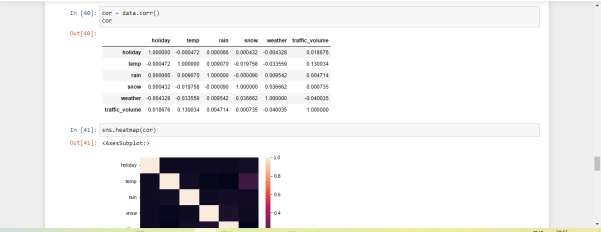 In [40]: cor = data.corr()
cor
Out[40]:
holiday temp rain snow weather traffic_volume
holiday 1.000000 -0.000472 0.000066 0.000432 -0.004328 0.018676
temp -0.000472 1.000000 0.009070 -0.019758 -0.033559 0.130034
rain 0.000066 0.009070 1.000000 -0.000090 0.009542 0.004714
snow 0.000432 -0.019758 -0.000090 1.000000 0.036662 0.000735
weather -0.004328 -0.033559 0.009542 0.036662 1.000000 -0.040035
traffic_volume 0.018676 0.130034 0.004714 0.000735 -0.040035 1.000000
In [41]: sns.heatmap(cor)
Out[41]: <AxesSubplot:>
1.0
holiday
temp
0.8
rain
0.6
snow
0.4